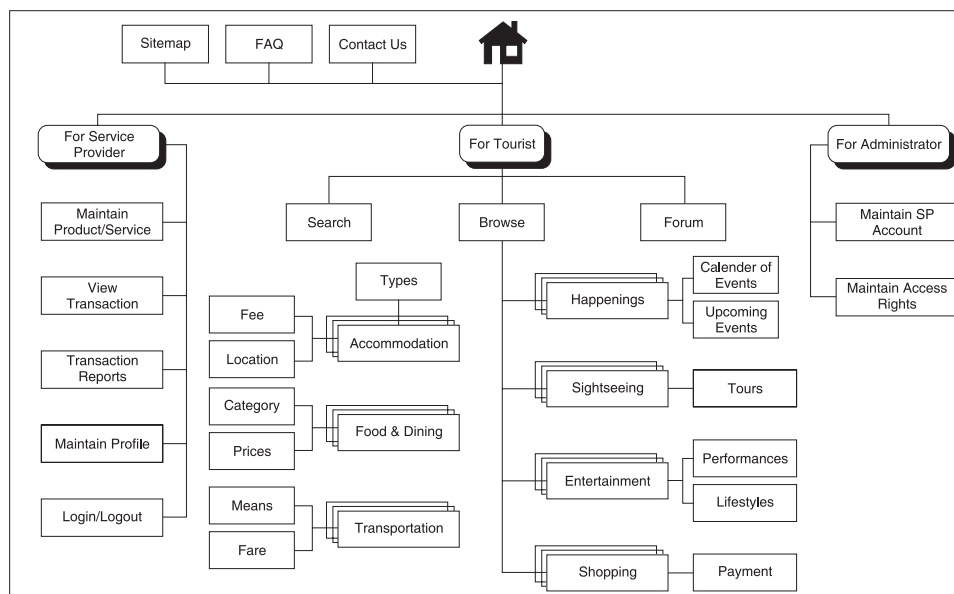 Sitemap
FAQ
Contact Us
For Service
Provider
For Tourist
For Administrator
Maintain
Product/Service
View
Transaction
Transaction
Reports
Maintain Profile
Login/Logout
Search
Browse
Forum
Types
Fee
Location
Accommodation
Category
Prices
Food & Dining
Means
Fare
Transportation
Happenings
Calender of
Events
Upcoming
Events
Sightseeing
Tours
Entertainment
Performances
Lifestyles
Shopping
Payment
Maintain SP
Account
Maintain Access
Rights